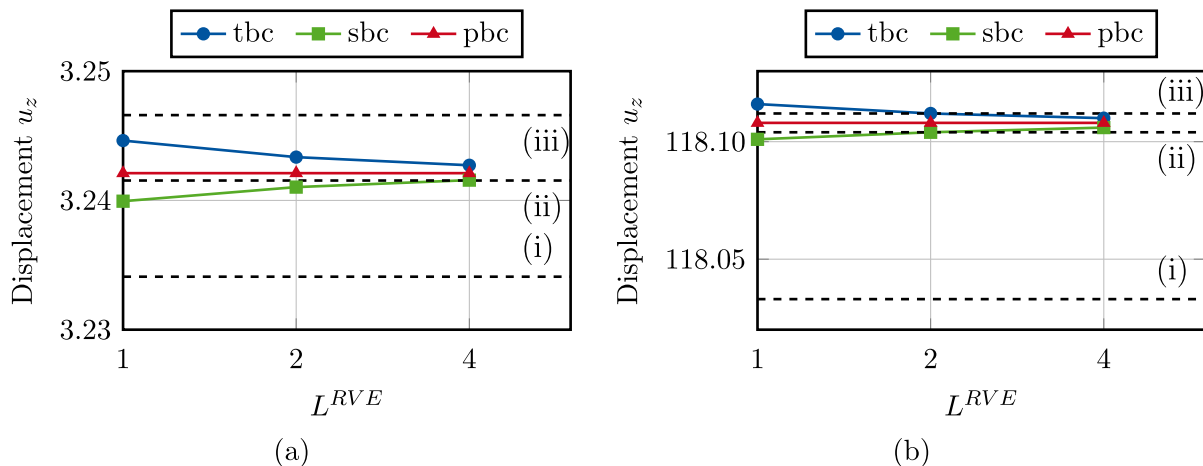 tbc sbc pbc
3.25
3.24
3.23
Displacement u_z
(iii)
(ii)
(i)
1 2 4
L^{RVE}
(a)
tbc sbc pbc
118.10
118.05
Displacement u_z
(iii)
(ii)
(i)
1 2 4
L^{RVE}
(b)